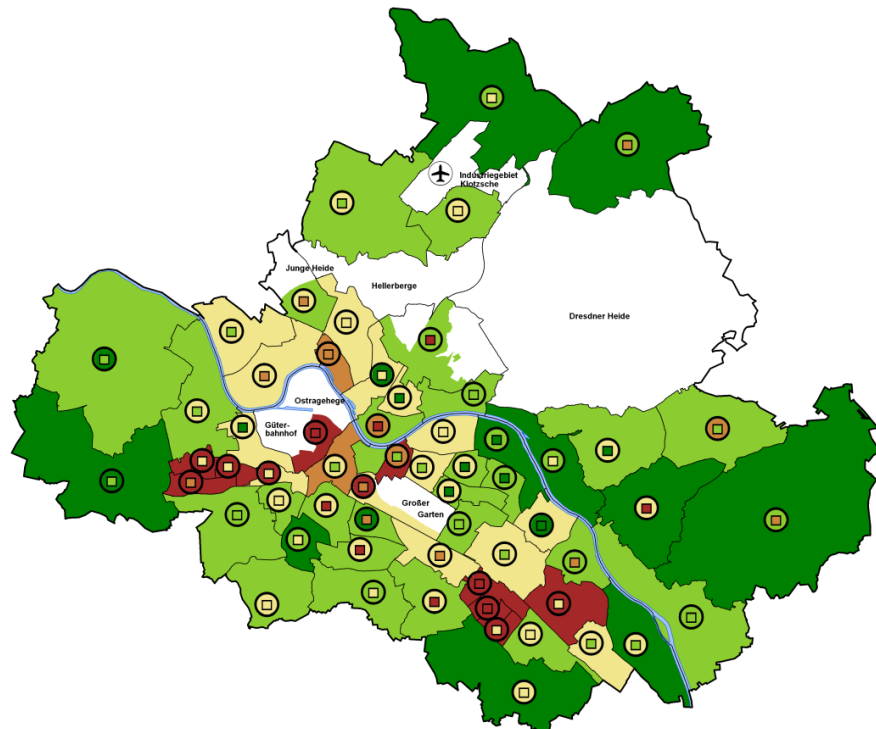 Industriegebiet
Klotzsche
Junge Heide
Hellerberge
Dresdner Heide
Ostragehege
Güter-
bahnhof
Großer
Garten